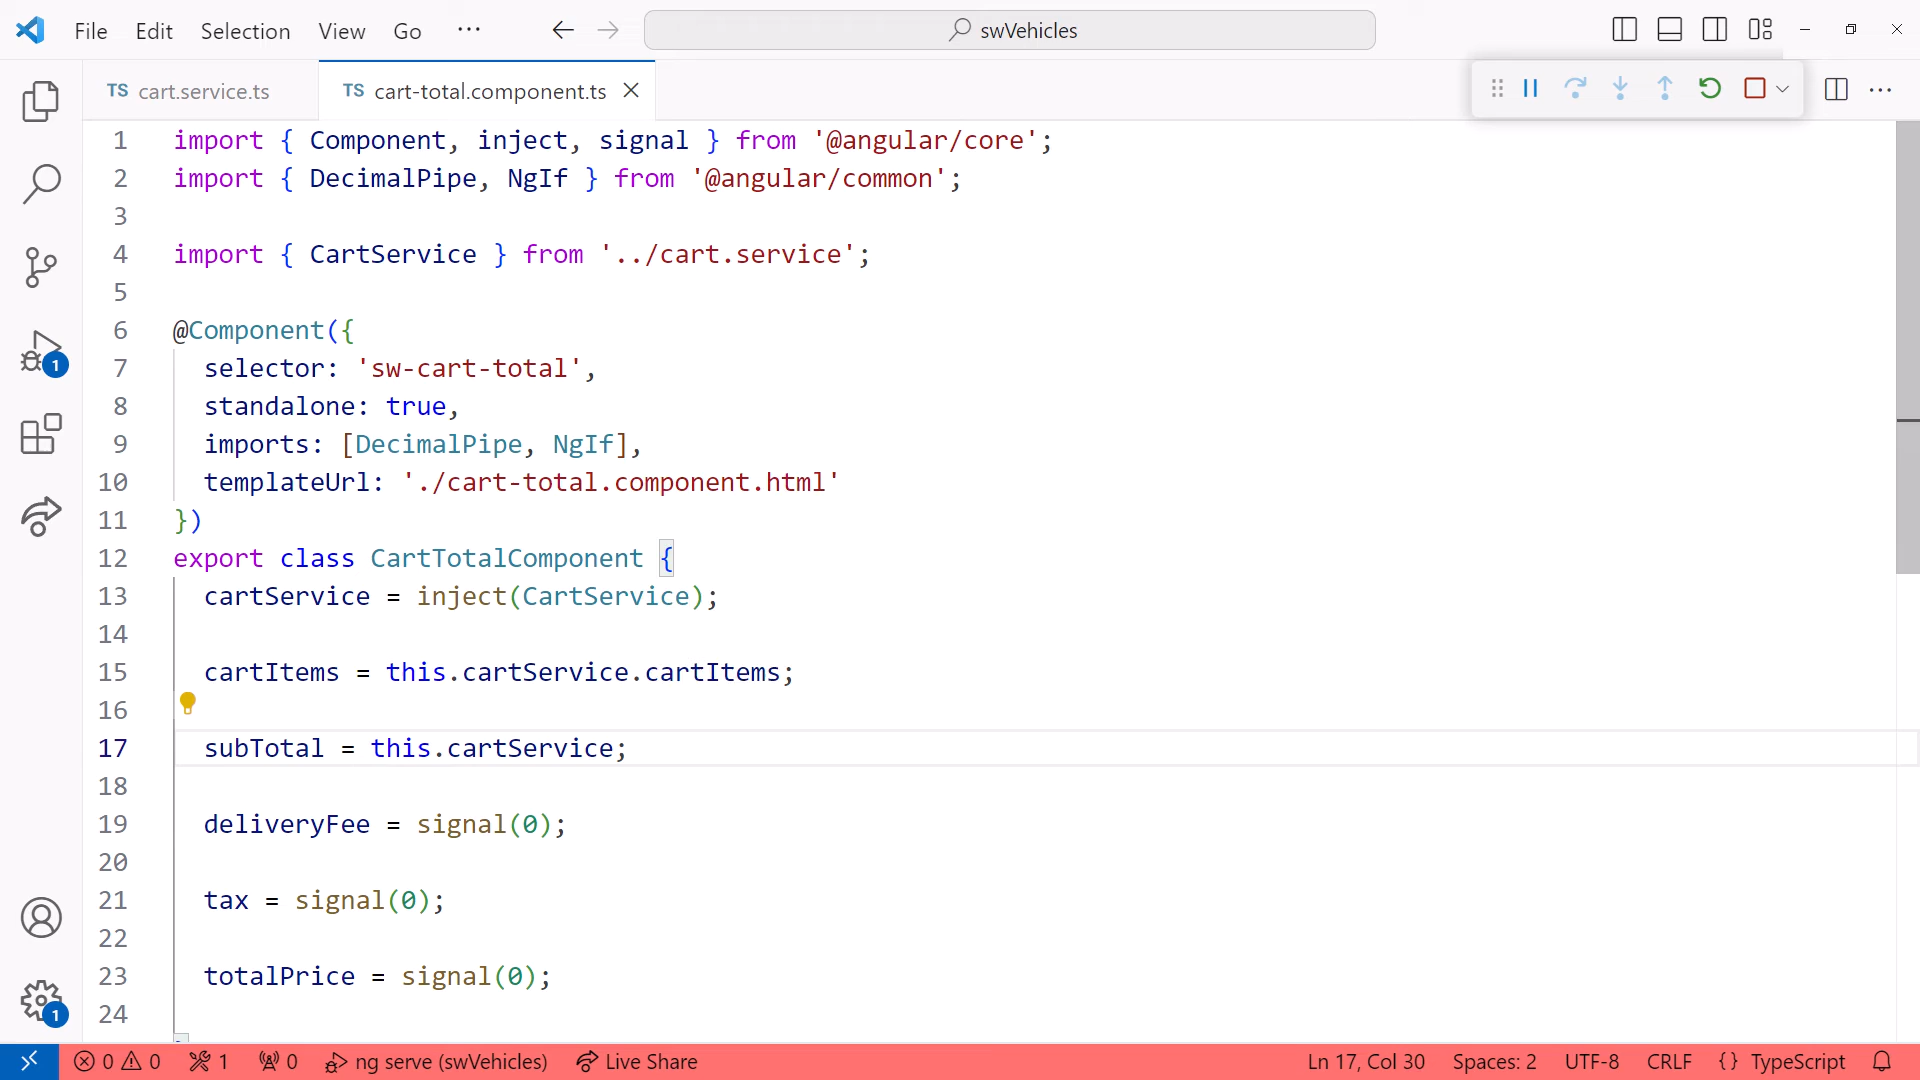 File Edit Selection View Go ··· swVehicles
TS cart.service.ts TS cart-total.component.ts
1 import { Component, inject, signal } from '@angular/core';
2 import { DecimalPipe, NgIf } from '@angular/common';
3
4 import { CartService } from '../cart.service';
5
6 @Component({
7 selector: 'sw-cart-total',
8 standalone: true,
9 imports: [DecimalPipe, NgIf],
10 templateUrl: './cart-total.component.html'
11 })
12 export class CartTotalComponent {
13 cartService = inject(CartService);
14
15 cartItems = this.cartService.cartItems;
16
17 subTotal = this.cartService;
18
19 deliveryFee = signal(0);
20
21 tax = signal(0);
22
23 totalPrice = signal(0);
24
1
1
0 0 1 0 ng serve (swVehicles) Live Share Ln 17, Col 30 Spaces: 2 UTF-8 CRLF {} TypeScript